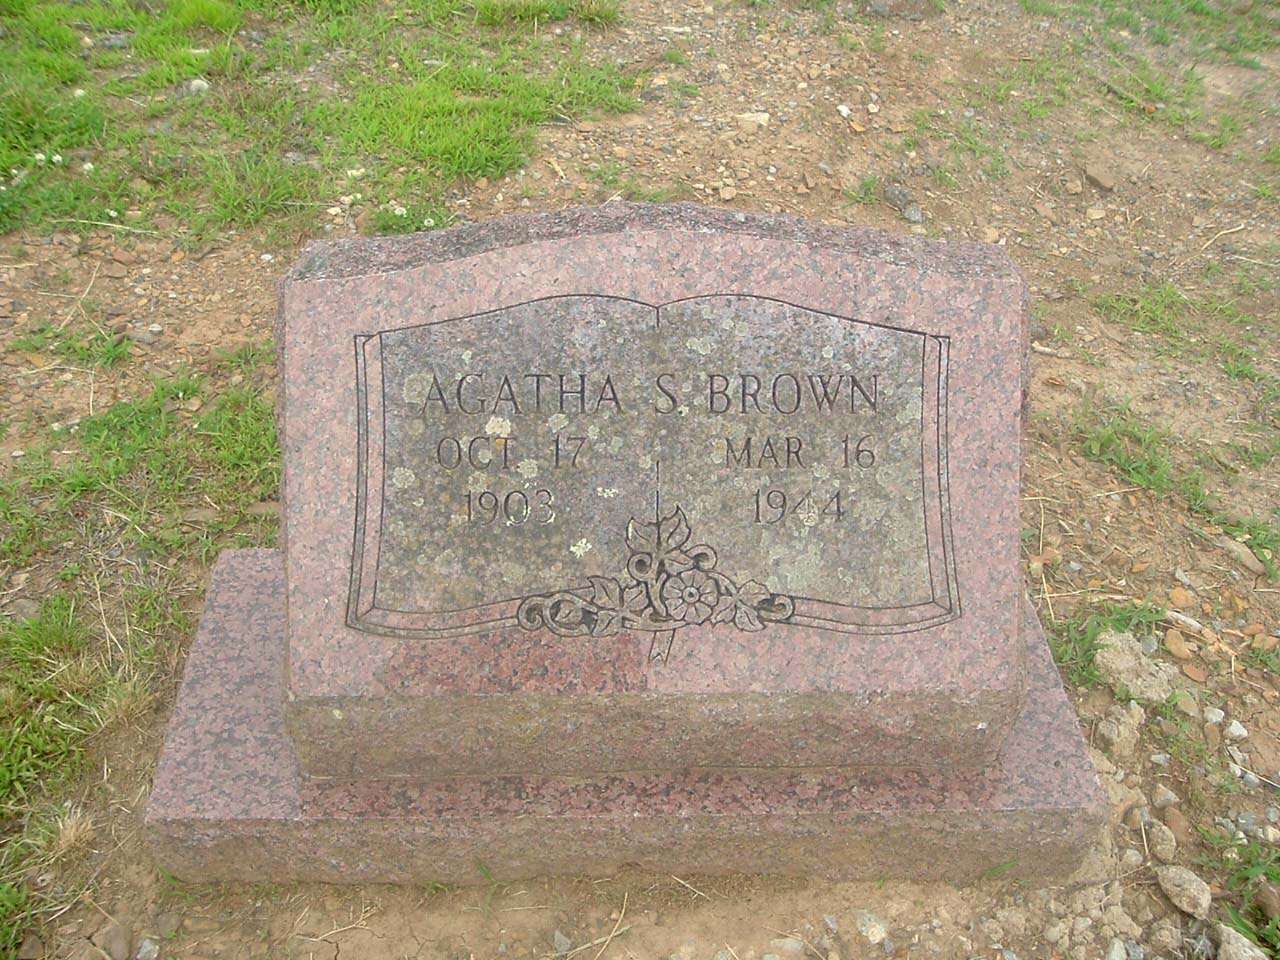 AGATHA S. BROWN
OCT 17 MAR 16
1903 1944